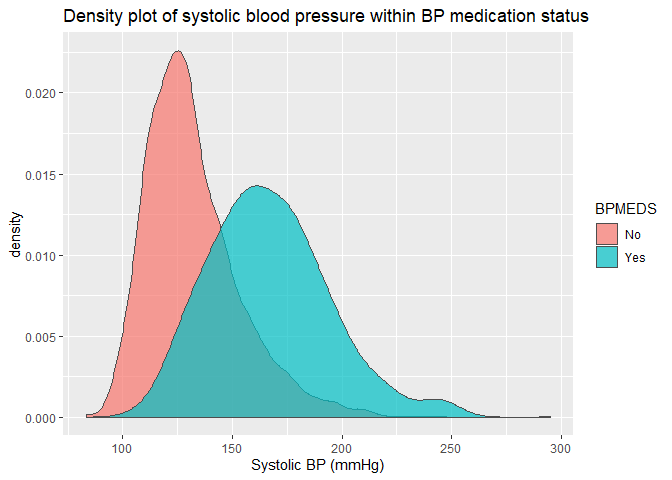 Density plot of systolic blood pressure within BP medication status
0.020
0.015
0.010
0.005
0.000
density
100
150
200
250
300
Systolic BP (mmHg)
BPMEDS
No
Yes